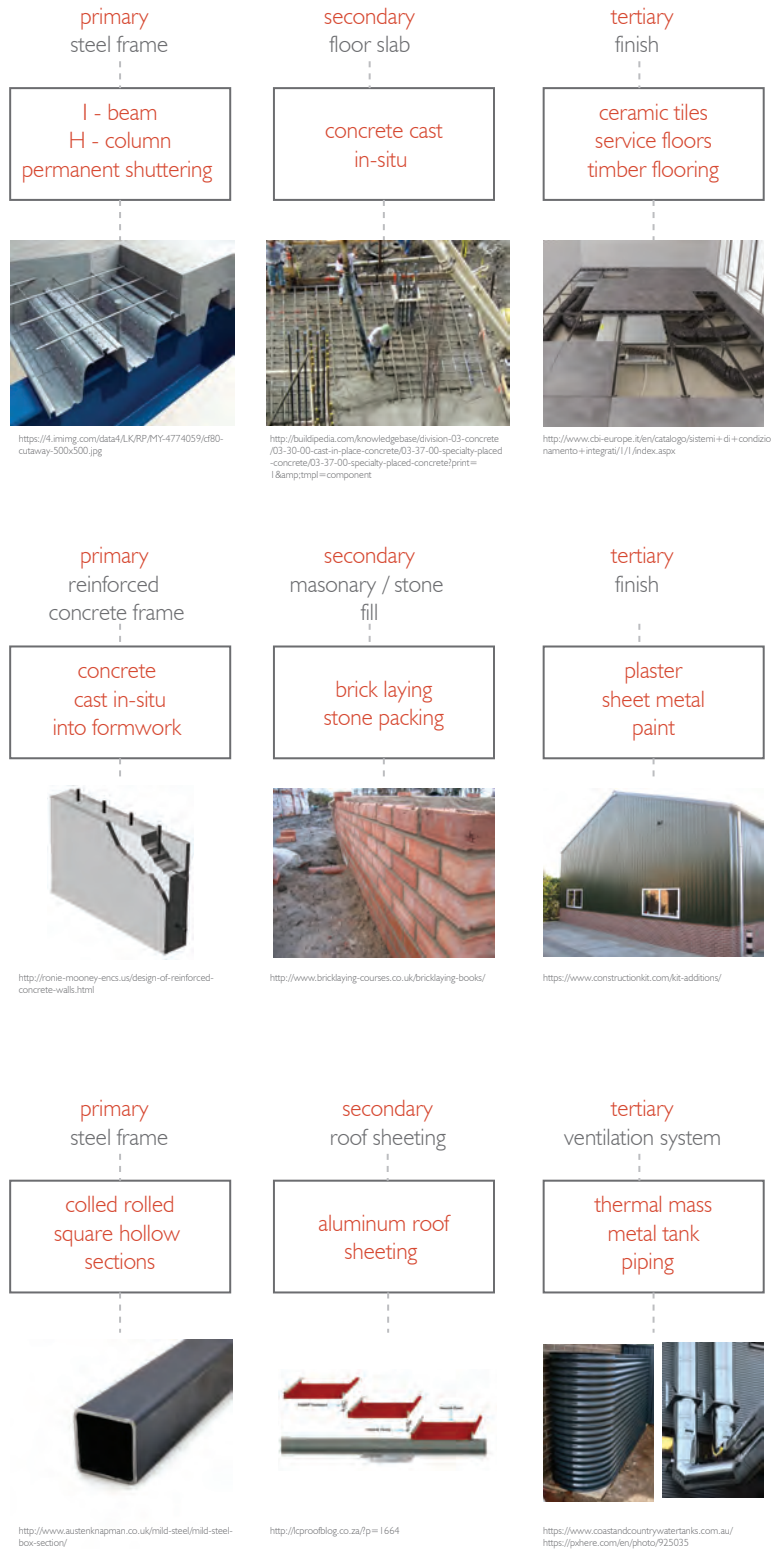 primary
steel frame
secondary
floor slab
tertiary
finish
I - beam
H - column
permanent shuttering
concrete cast
in-situ
ceramic tiles
service floors
timber flooring
https://4.imimg.com/data4/LK/RP/MY-4774059/cf80-
cutaway-500x500.jpg
http://buildipedia.com/knowledgebase/division-03-concrete
/03-30-00-cast-in-place-concrete/03-37-00-specialty-placed
-concrete/03-37-00-specialty-placed-concrete?print=
1&amp;tmpl=component
http://www.cbi-europe.it/en/catalogo/sistemi+di+condizio
namento+integrati/1/1/index.aspx
primary
reinforced
concrete frame
secondary
masonary / stone
fill
tertiary
finish
concrete
cast in-situ
into formwork
brick laying
stone packing
plaster
sheet metal
paint
http://ronie-mooney-encs.us/design-of-reinforced-
concrete-walls.html
http://www.bricklaying-courses.co.uk/bricklaying-books/
https://www.constructionkit.com/kit-additions/
primary
steel frame
secondary
roof sheeting
tertiary
ventilation system
colled rolled
square hollow
sections
aluminum roof
sheeting
thermal mass
metal tank
piping
http://www.austenknapman.co.uk/mild-steel/mild-steel-
box-section/
http://lcproofblog.co.za/?p=1664
https://www.coastandcountrywatertanks.com.au/
https://pxhere.com/en/photo/925035